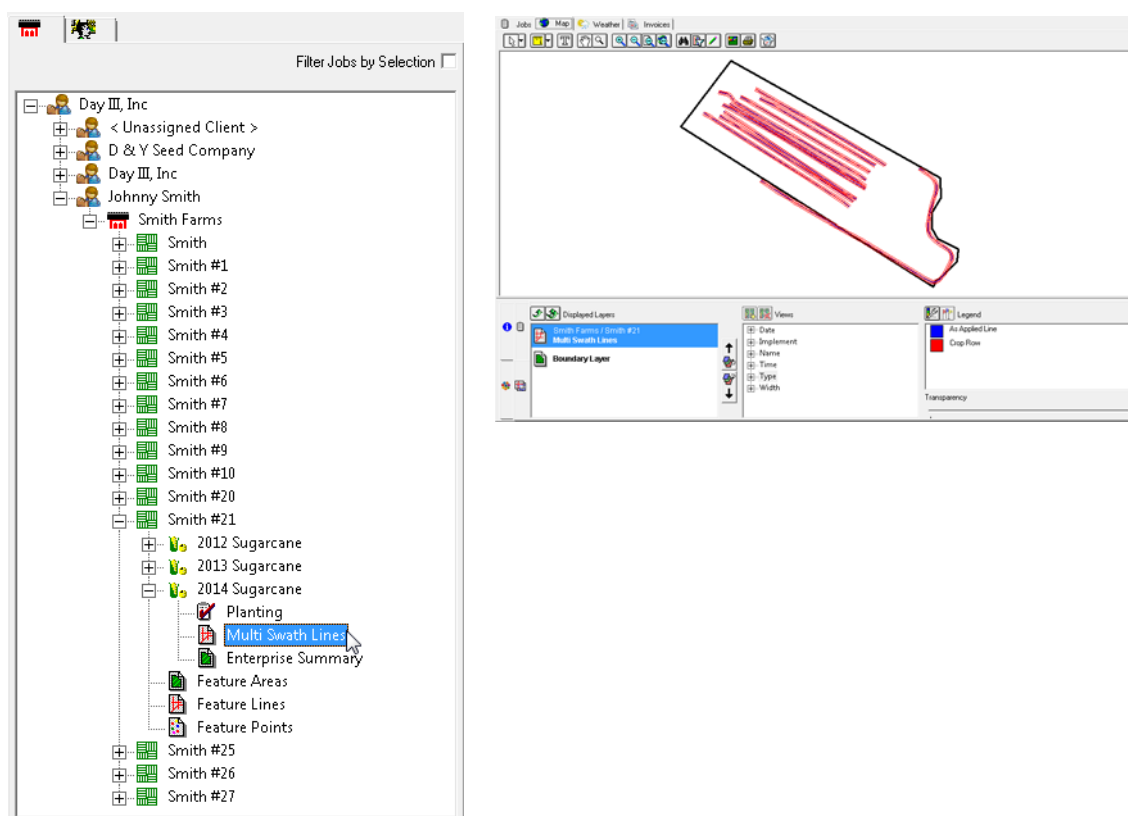 Filter Jobs by Selection
Day III, Inc
< Unassigned Client >
D & Y Seed Company
Day III, Inc
Johnny Smith
Smith Farms
Smith
Smith #1
Smith #2
Smith #3
Smith #4
Smith #5
Smith #6
Smith #7
Smith #8
Smith #9
Smith #10
Smith #20
Smith #21
2012 Sugarcane
2013 Sugarcane
2014 Sugarcane
Planting
Multi Swath Lines
Enterprise Summary
Feature Areas
Feature Lines
Feature Points
Smith #25
Smith #26
Smith #27
Jobs Map Weather Invoices
T
Displayed Layers
Smith Farms / Smith #21
Multi Swath Lines
Boundary Layer
Views
Date
Implement
Name
Time
Type
Width
Legend
As Applied Line
Crop Row
Transparency